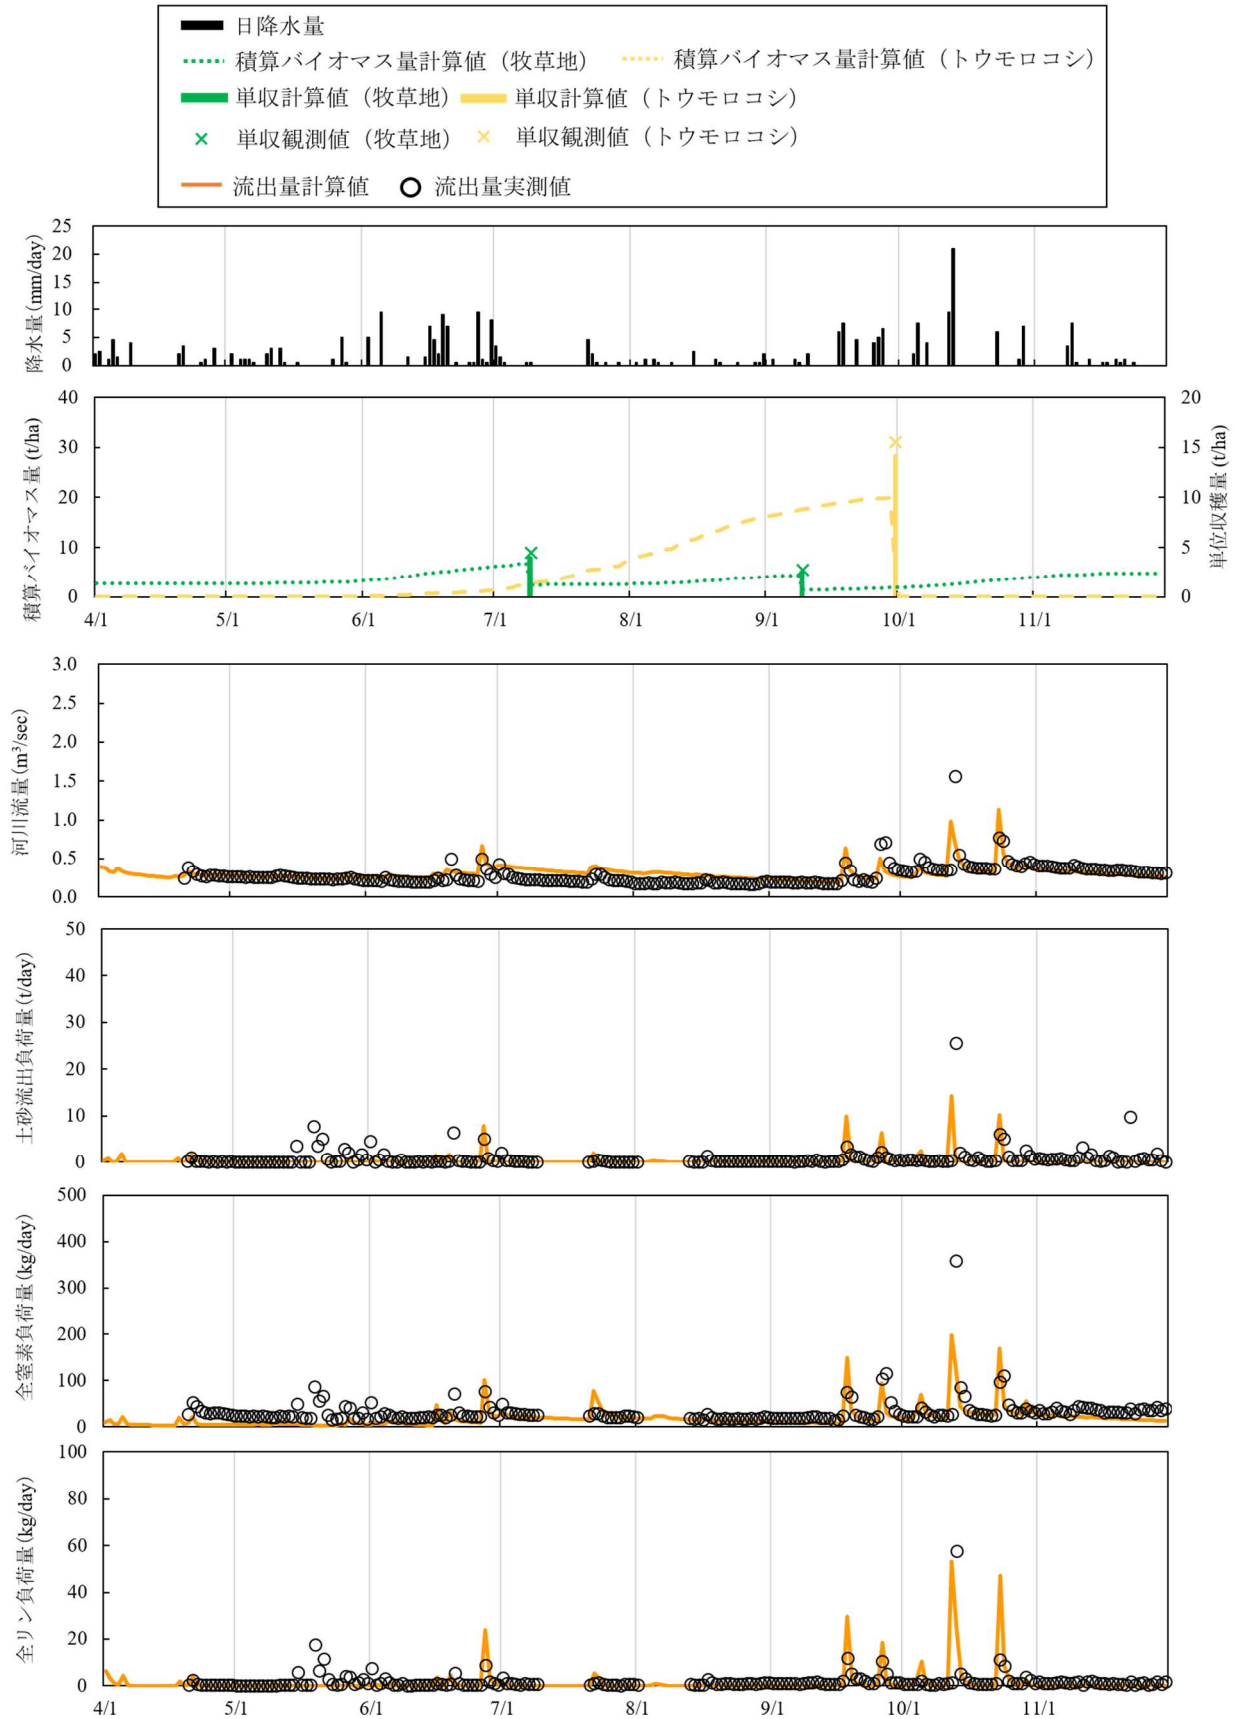 日降水量
積算バイオマス量計算値（牧草地） 積算バイオマス量計算値（トウモロコシ）
単収計算値（牧草地） 単収計算値（トウモロコシ）
単収観測値（牧草地） 単収観測値（トウモロコシ）
流出量計算値 流出量実測値
降水量(mm/day)
25
20
15
10
5
0
積算バイオマス量 (t/ha)
40
30
20
10
0
単位収穫量 (t/ha)
20
15
10
5
0
4/1 5/1 6/1 7/1 8/1 9/1 10/1 11/1
河川流量(m³/sec)
3.0
2.5
2.0
1.5
1.0
0.5
0.0
土砂流出負荷量(t/day)
50
40
30
20
10
0
全窒素負荷量(kg/day)
500
400
300
200
100
0
全リン負荷量(kg/day)
100
80
60
40
20
0
4/1 5/1 6/1 7/1 8/1 9/1 10/1 11/1